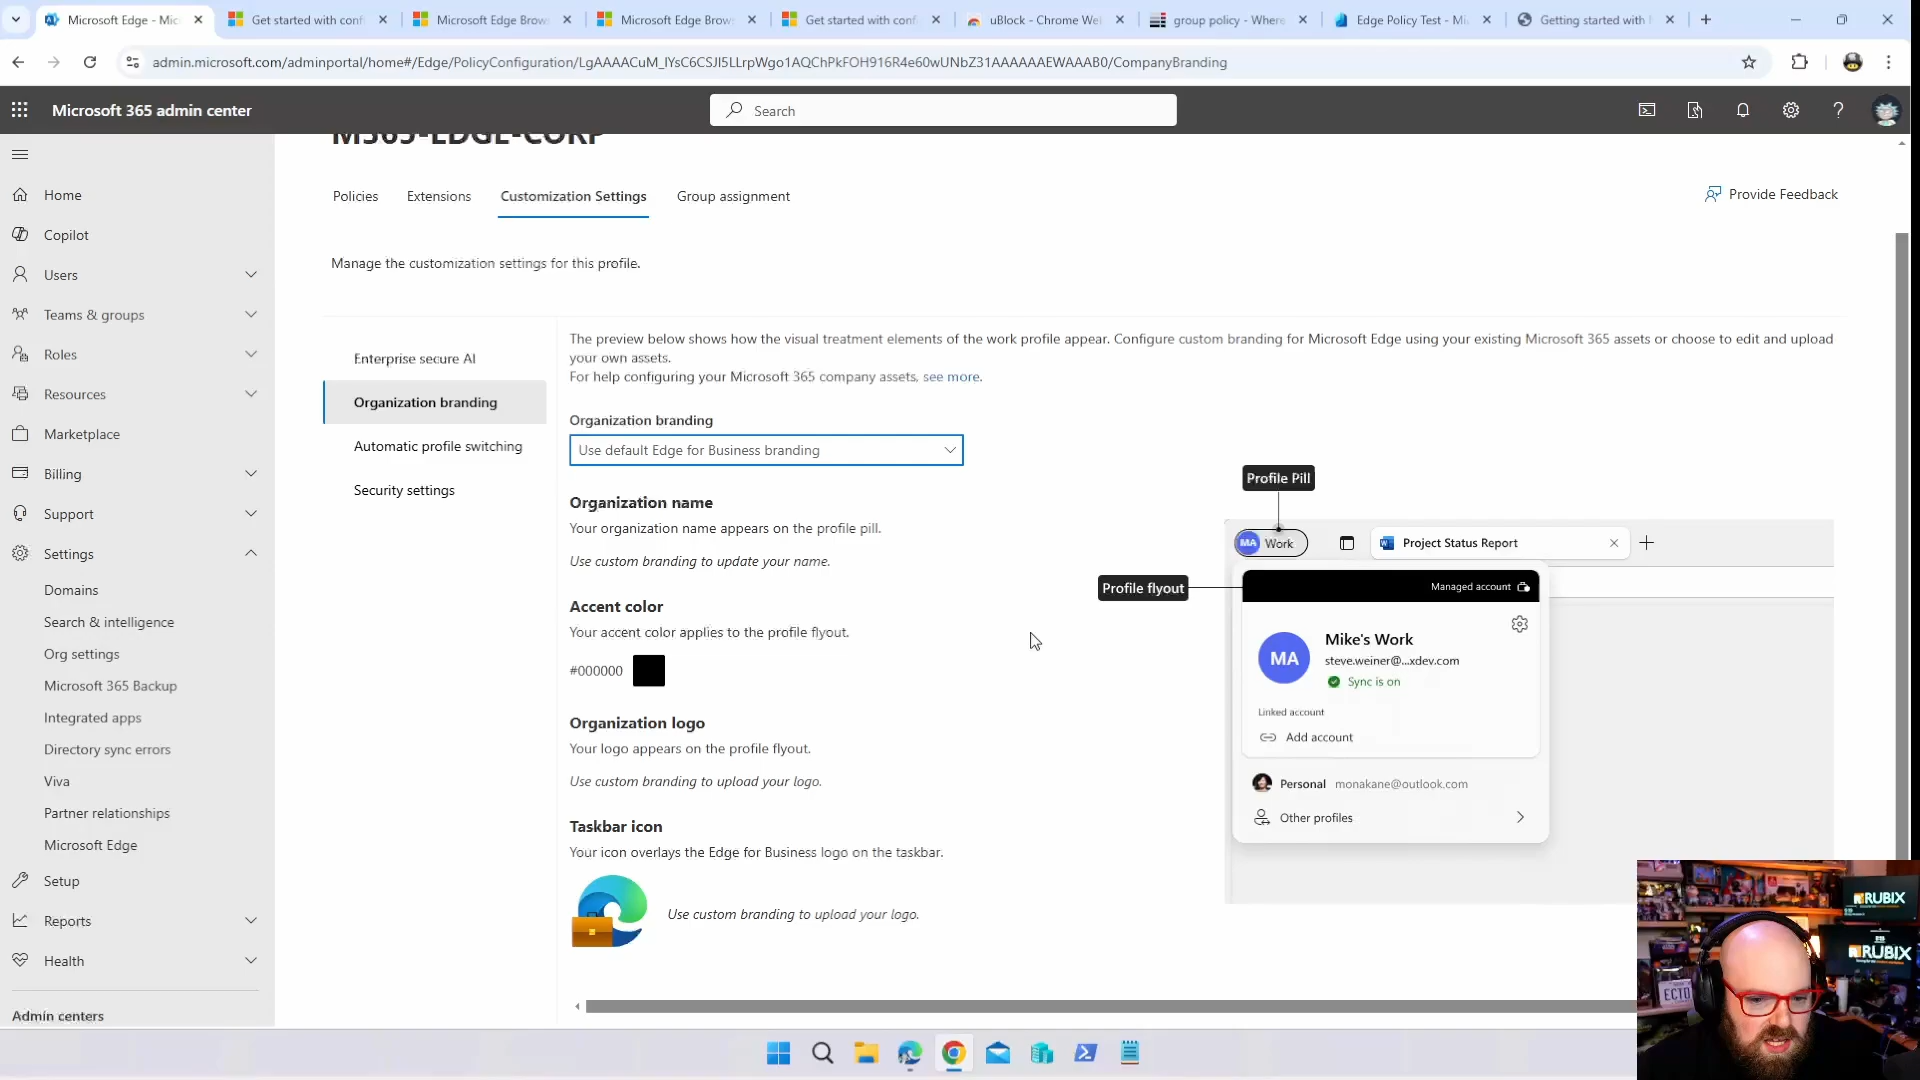 Microsoft Edge - Mic
Get started with conf
Microsoft Edge Brow
Microsoft Edge Brow
Get started with conf
uBlock - Chrome Wel
group policy - Where
Edge Policy Test - Mi
Getting started with
admin.microsoft.com/adminportal/home#/Edge/PolicyConfiguration/LgAAAACuM_lYsC6CSJI5LLrpWgo1AQChPkFOH916R4e60wUNbZ31AAAAAAEWAAAB0/CompanyBranding
Microsoft 365 admin center
Search
M365-EDGE-CORP
Policies
Extensions
Customization Settings
Group assignment
Provide Feedback
Manage the customization settings for this profile.
Home
Copilot
Users
Teams & groups
Roles
Resources
Marketplace
Billing
Support
Settings
Domains
Search & intelligence
Org settings
Microsoft 365 Backup
Integrated apps
Directory sync errors
Viva
Partner relationships
Microsoft Edge
Setup
Reports
Health
Admin centers
Enterprise secure AI
Organization branding
Automatic profile switching
Security settings
The preview below shows how the visual treatment elements of the work profile appear. Configure custom branding for Microsoft Edge using your existing Microsoft 365 assets or choose to edit and upload
your own assets.
For help configuring your Microsoft 365 company assets, see more.
Organization branding
Use default Edge for Business branding
Organization name
Your organization name appears on the profile pill.
Use custom branding to update your name.
Accent color
Your accent color applies to the profile flyout.
#000000
Organization logo
Your logo appears on the profile flyout.
Use custom branding to upload your logo.
Taskbar icon
Your icon overlays the Edge for Business logo on the taskbar.
Use custom branding to upload your logo.
Profile Pill
MA Work
Project Status Report
Profile flyout
Managed account
MA
Mike's Work
steve.weiner@...xdev.com
Sync is on
Linked account
Add account
Personal monakane@outlook.com
Other profiles
RUBIX
RUBIX
ECTO